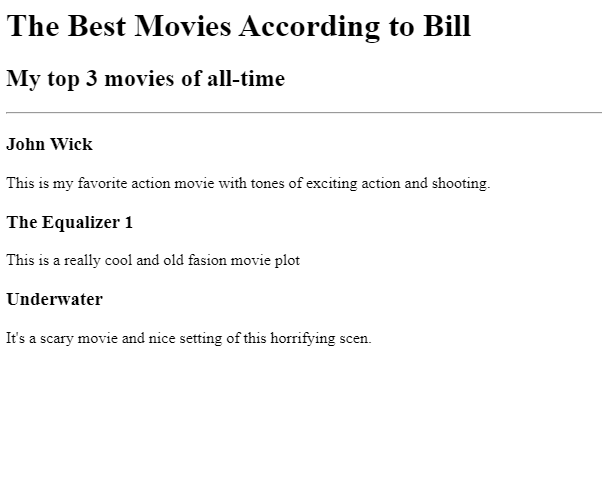 The Best Movies According to Bill
My top 3 movies of all-time
John Wick
This is my favorite action movie with tones of exciting action and shooting.
The Equalizer 1
This is a really cool and old fasion movie plot
Underwater
It's a scary movie and nice setting of this horrifying scen.